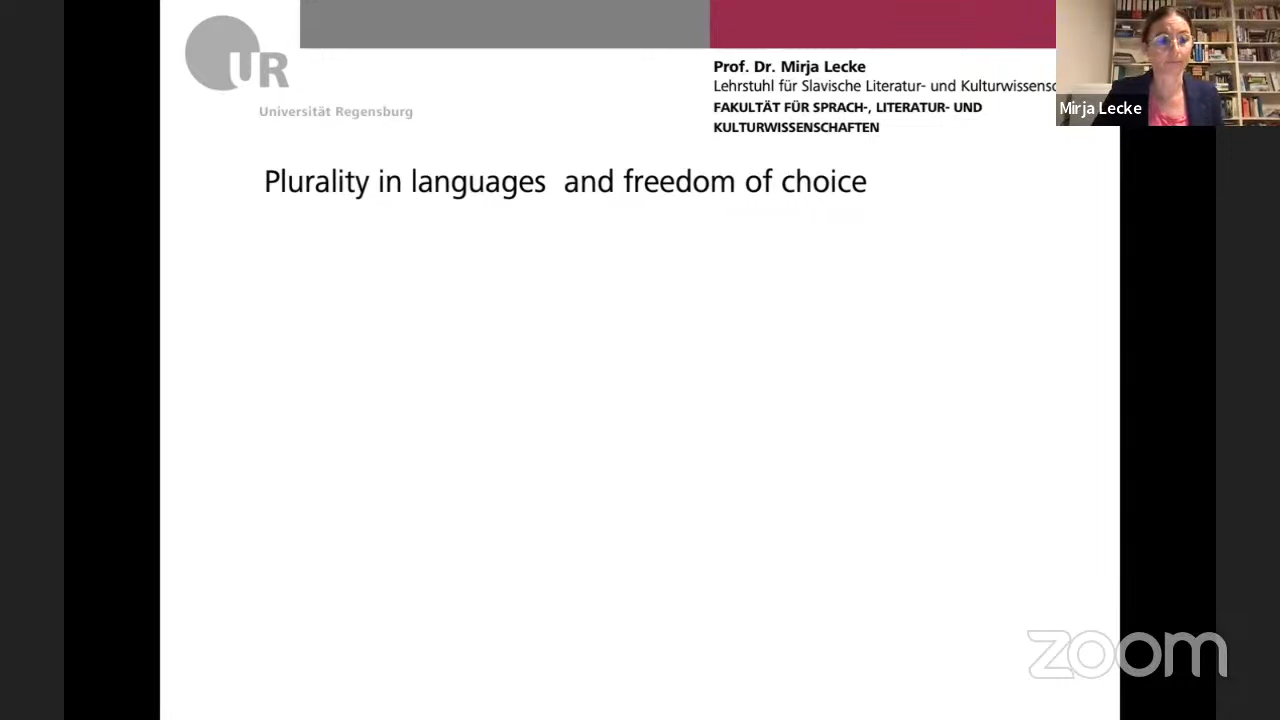 UR
Universität Regensburg
Prof. Dr. Mirja Lecke
Lehrstuhl für Slavische Literatur- und Kulturwissensc
FAKULTÄT FÜR SPRACH-, LITERATUR- UND
KULTURWISSENSCHAFTEN
Mirja Lecke
Plurality in languages and freedom of choice
zoom